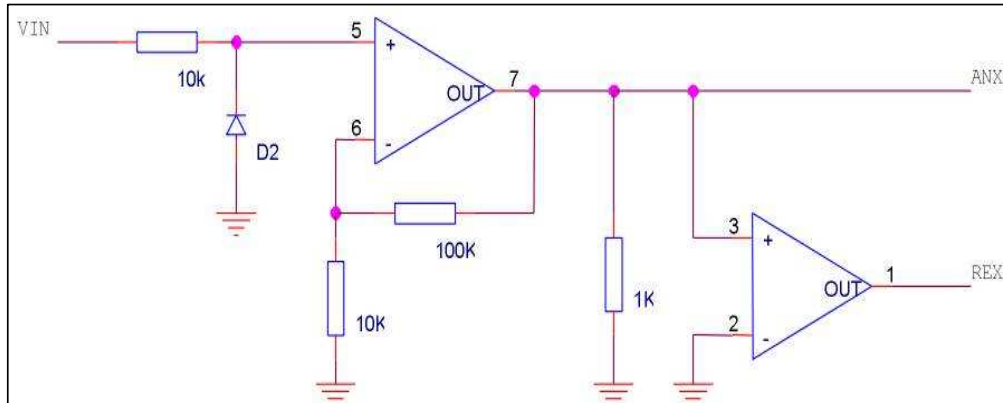 VIN
10k
D2
5
+
6
-
OUT
7
100K
10K
1K
ANX
3
+
2
-
OUT
1
REX